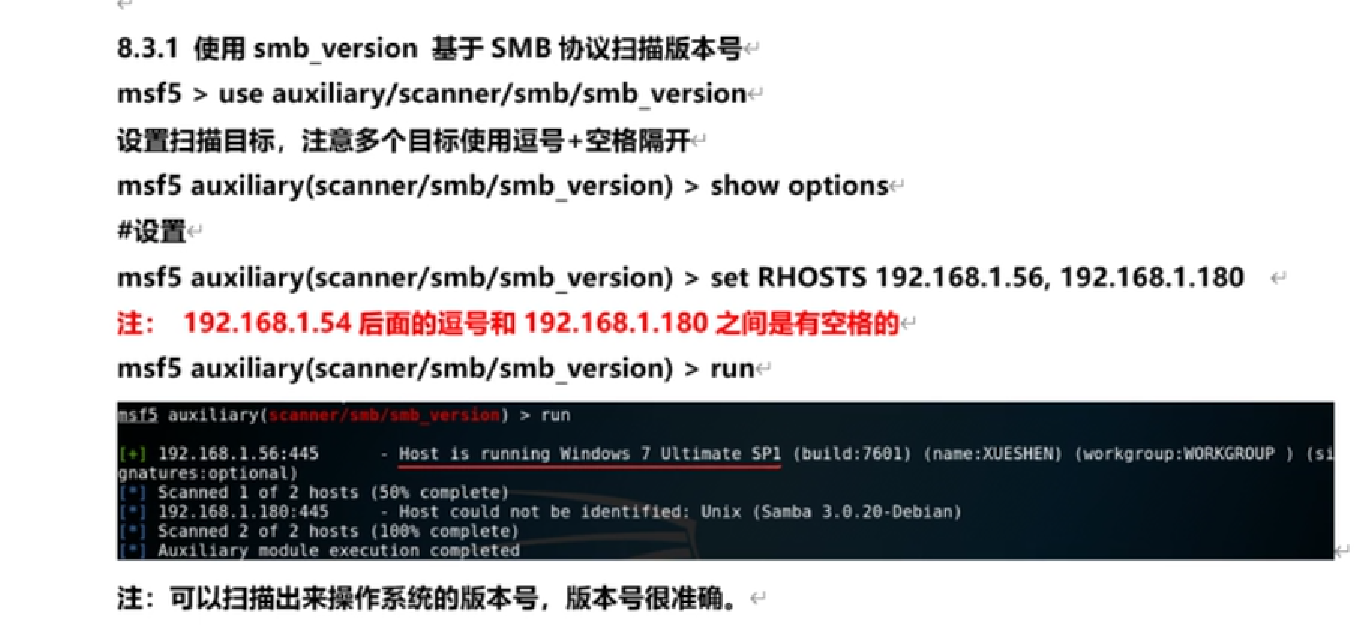 8.3.1 使用 smb_version 基于 SMB 协议扫描版本号
msf5 > use auxiliary/scanner/smb/smb_version
设置扫描目标，注意多个目标使用逗号+空格隔开
msf5 auxiliary(scanner/smb/smb_version) > show options
#设置
msf5 auxiliary(scanner/smb/smb_version) > set RHOSTS 192.168.1.56, 192.168.1.180
注： 192.168.1.54 后面的逗号和 192.168.1.180 之间是有空格的
msf5 auxiliary(scanner/smb/smb_version) > run
msf5 auxiliary(scanner/smb/smb_version) > run
[+] 192.168.1.56:445 - Host is running Windows 7 Ultimate SP1 (build:7601) (name:XUESHEN) (workgroup:WORKGROUP ) (si
gnatures:optional)
[*] Scanned 1 of 2 hosts (50% complete)
[*] 192.168.1.180:445 - Host could not be identified: Unix (Samba 3.0.20-Debian)
[*] Scanned 2 of 2 hosts (100% complete)
[*] Auxiliary module execution completed
注：可以扫描出来操作系统的版本号，版本号很准确。